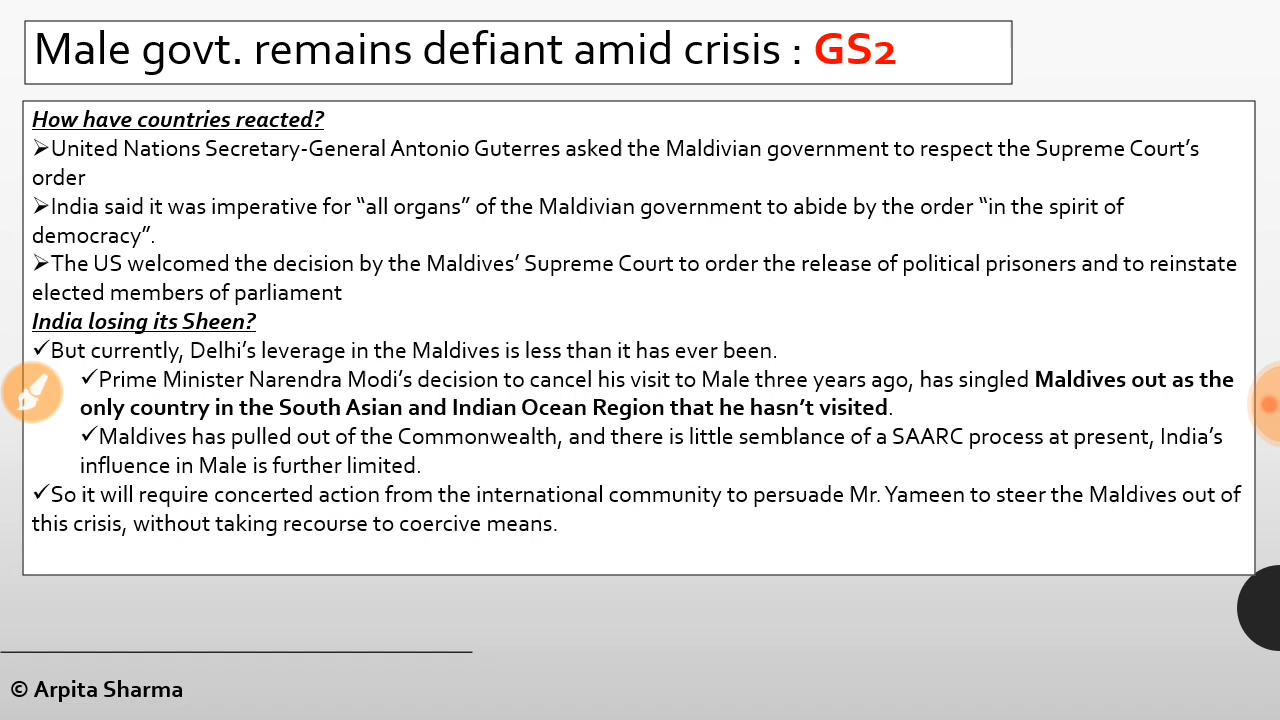 Male govt. remains defiant amid crisis : GS2
How have countries reacted?
➢United Nations Secretary-General Antonio Guterres asked the Maldivian government to respect the Supreme Court’s
order
➢India said it was imperative for “all organs” of the Maldivian government to abide by the order “in the spirit of
democracy”.
➢The US welcomed the decision by the Maldives’ Supreme Court to order the release of political prisoners and to reinstate
elected members of parliament
India losing its Sheen?
✓But currently, Delhi’s leverage in the Maldives is less than it has ever been.
✓Prime Minister Narendra Modi’s decision to cancel his visit to Male three years ago, has singled Maldives out as the
only country in the South Asian and Indian Ocean Region that he hasn’t visited.
✓Maldives has pulled out of the Commonwealth, and there is little semblance of a SAARC process at present, India’s
influence in Male is further limited.
✓So it will require concerted action from the international community to persuade Mr. Yameen to steer the Maldives out of
this crisis, without taking recourse to coercive means.
© Arpita Sharma